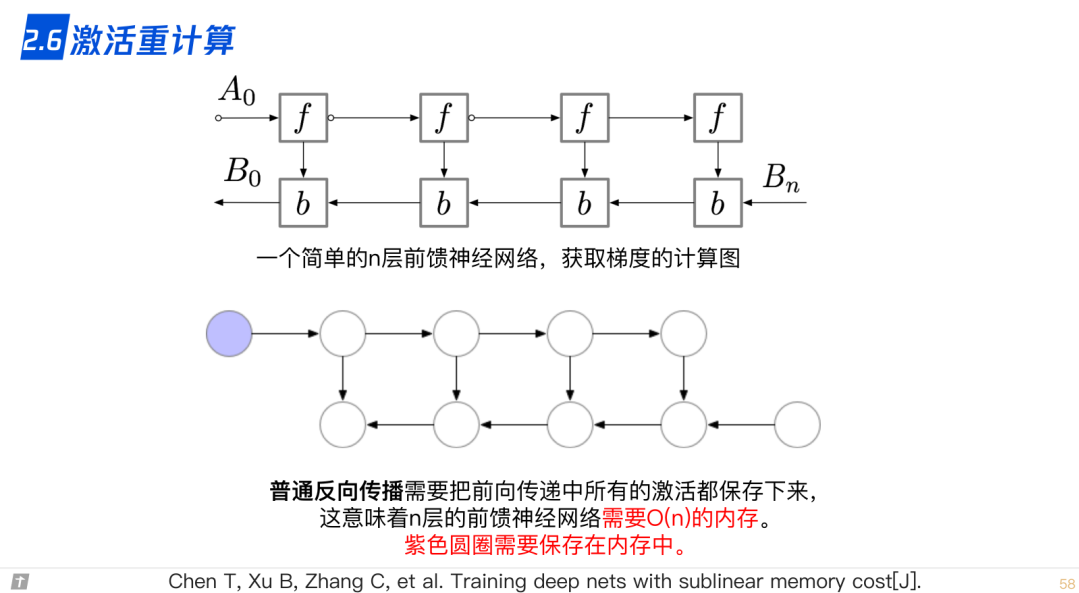 2.6 激活重计算
A0
f f f f
B0
Bn
b b b b
一个简单的n层前馈神经网络，获取梯度的计算图
普通反向传播需要把前向传递中所有的激活都保存下来，
这意味着n层的前馈神经网络需要O(n)的内存。
紫色圆圈需要保存在内存中。
Chen T, Xu B, Zhang C, et al. Training deep nets with sublinear memory cost[J].
58